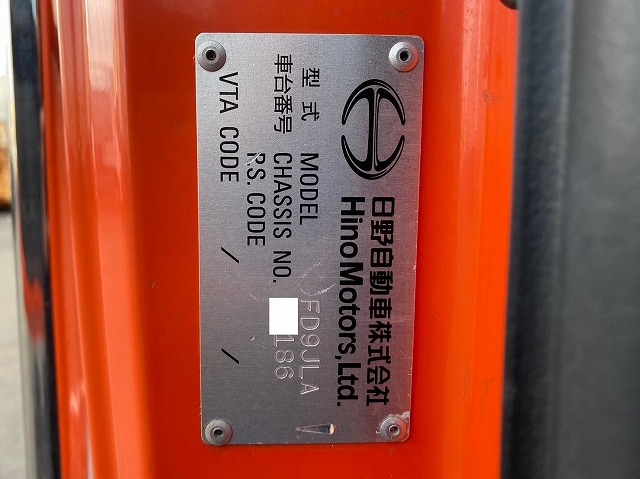 日野自動車株式会社
Hino Motors, Ltd.
型式 MODEL FD9JLA
車台番号 CHASSIS NO. 186
P.S. CODE /
VTA CODE /